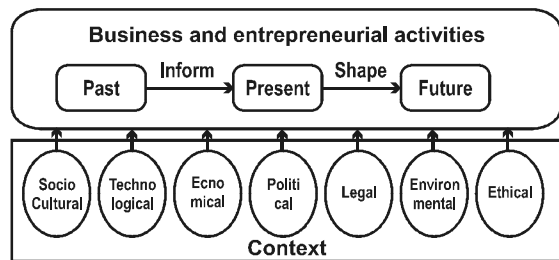 Business and entrepreneurial activities
Inform
Shape
Past
Present
Future
Socio
Cultural
Techno
logical
Ecno
mical
Politi
cal
Legal
Environ
mental
Ethical
Context